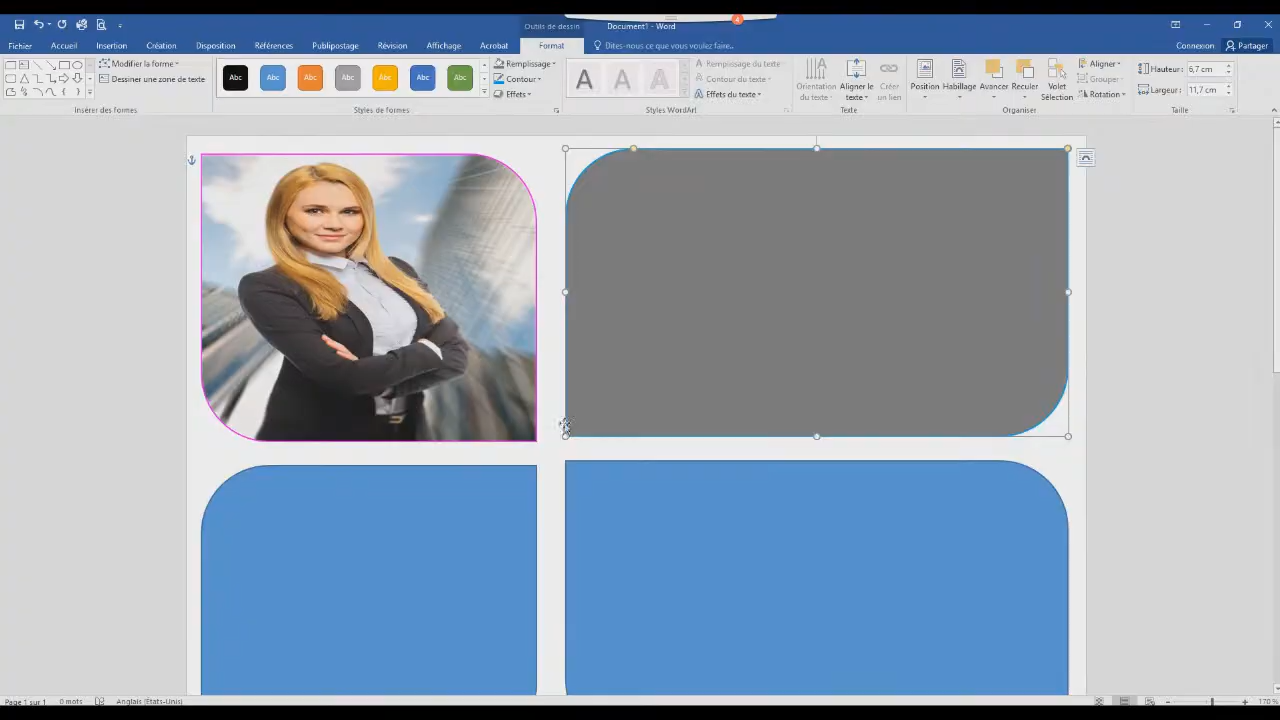 Outils de dessin
Document1 - Word
4
Fichier Accueil Insertion Création Disposition Références Publipostage Révision Affichage Acrobat Format Dites-nous ce que vous voulez faire. Connexion Partager
Modifier la forme
Dessiner une zone de texte
Insérer des formes
Abc Abc Abc Abc Abc Abc Abc
Styles de formes
Remplissage
Contour
Effets
A A A
Styles WordArt
Remplissage du texte
Contour du texte
Effets du texte
Orientation du texte
Aligner le texte
Créer un lien
Texte
Position
Habillage
Avancer
Reculer
Volet Sélection
Aligner
Grouper
Rotation
Organiser
Hauteur: 6,7 cm
Largeur: 11,7 cm
Taille
Page 1 sur 1 0 mots Anglais (États-Unis) 170 %